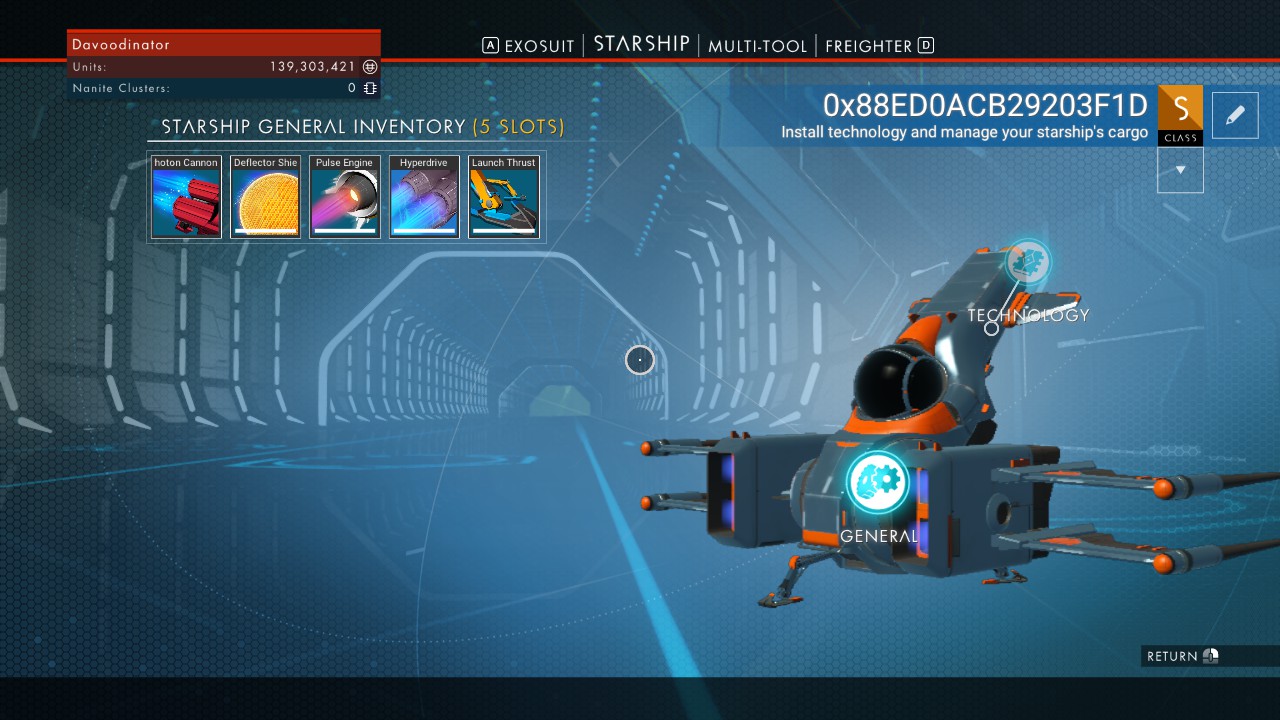 Davoodinator
Units: 139,303,421
Nanite Clusters: 0
A EXOSUIT STARSHIP MULTI-TOOL FREIGHTER D
0x88ED0ACB29203F1D
Install technology and manage your starship's cargo
S
CLASS
STARSHIP GENERAL INVENTORY (5 SLOTS)
hoton Cannon Deflector Shie Pulse Engine Hyperdrive Launch Thrust
TECHNOLOGY
GENERAL
RETURN